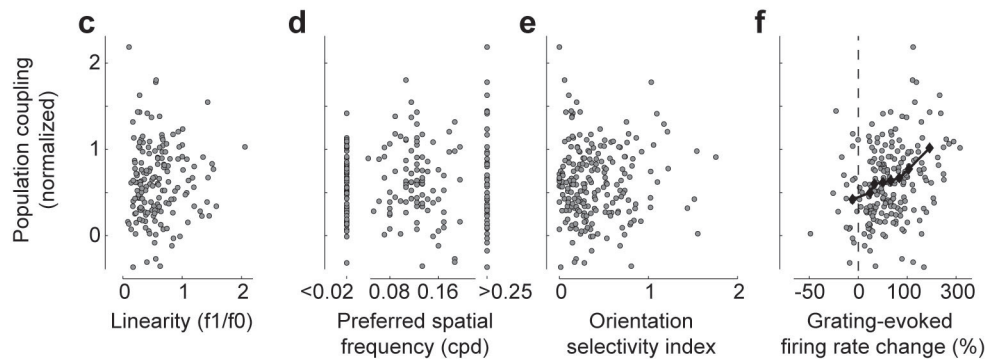 c d e f
Population coupling
(normalized)
2
1
0
0 1 2
<0.02 0.08 0.16 >0.25
0 1 2
-50 0 100 300
Linearity (f1/f0)
Preferred spatial
frequency (cpd)
Orientation
selectivity index
Grating-evoked
firing rate change (%)